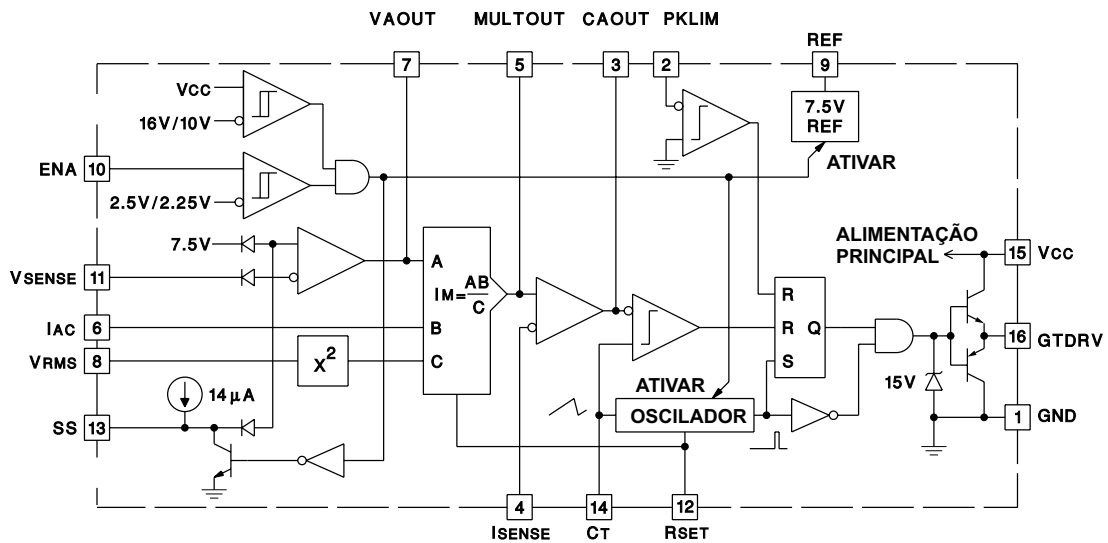 VAOUT MULTOUT CAOUT PKLIM REF
7 5 3 2 9
VCC
16V/10V
7.5V
REF
ENA 10
ATIVAR
2.5V/2.25V
7.5V
ALIMENTAÇÃO
PRINCIPAL
15 VCC
VSENSE 11
A
IM=AB/C
R
IAC 6
B
R Q
16 GTDRV
VRMS 8
X²
C
S
15V
14µA
ATIVAR
OSCILADOR
SS 13
1 GND
4 14 12
ISENSE CT RSET